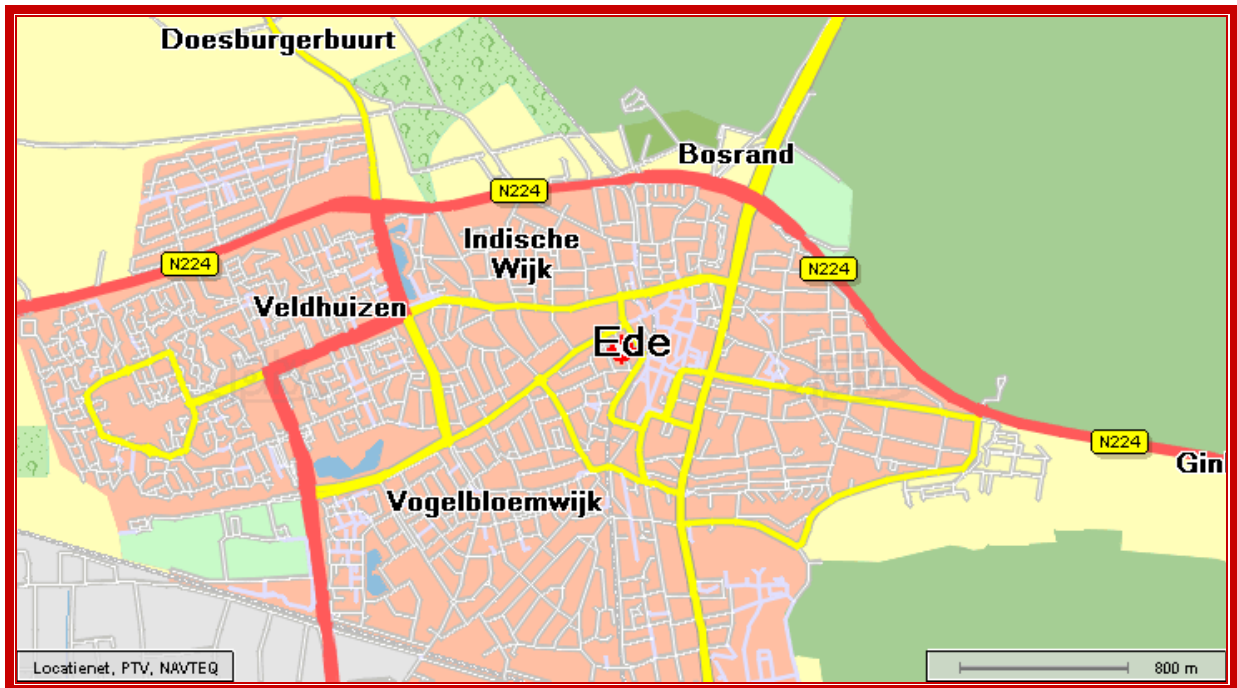 Doesburgerbuurt
Bosrand
N224
Indische
Wijk
N224
N224
Veldhuizen
Ede
N224
Gin
Vogelbloemwijk
Locatienet, PTV, NAVTEQ
800 m